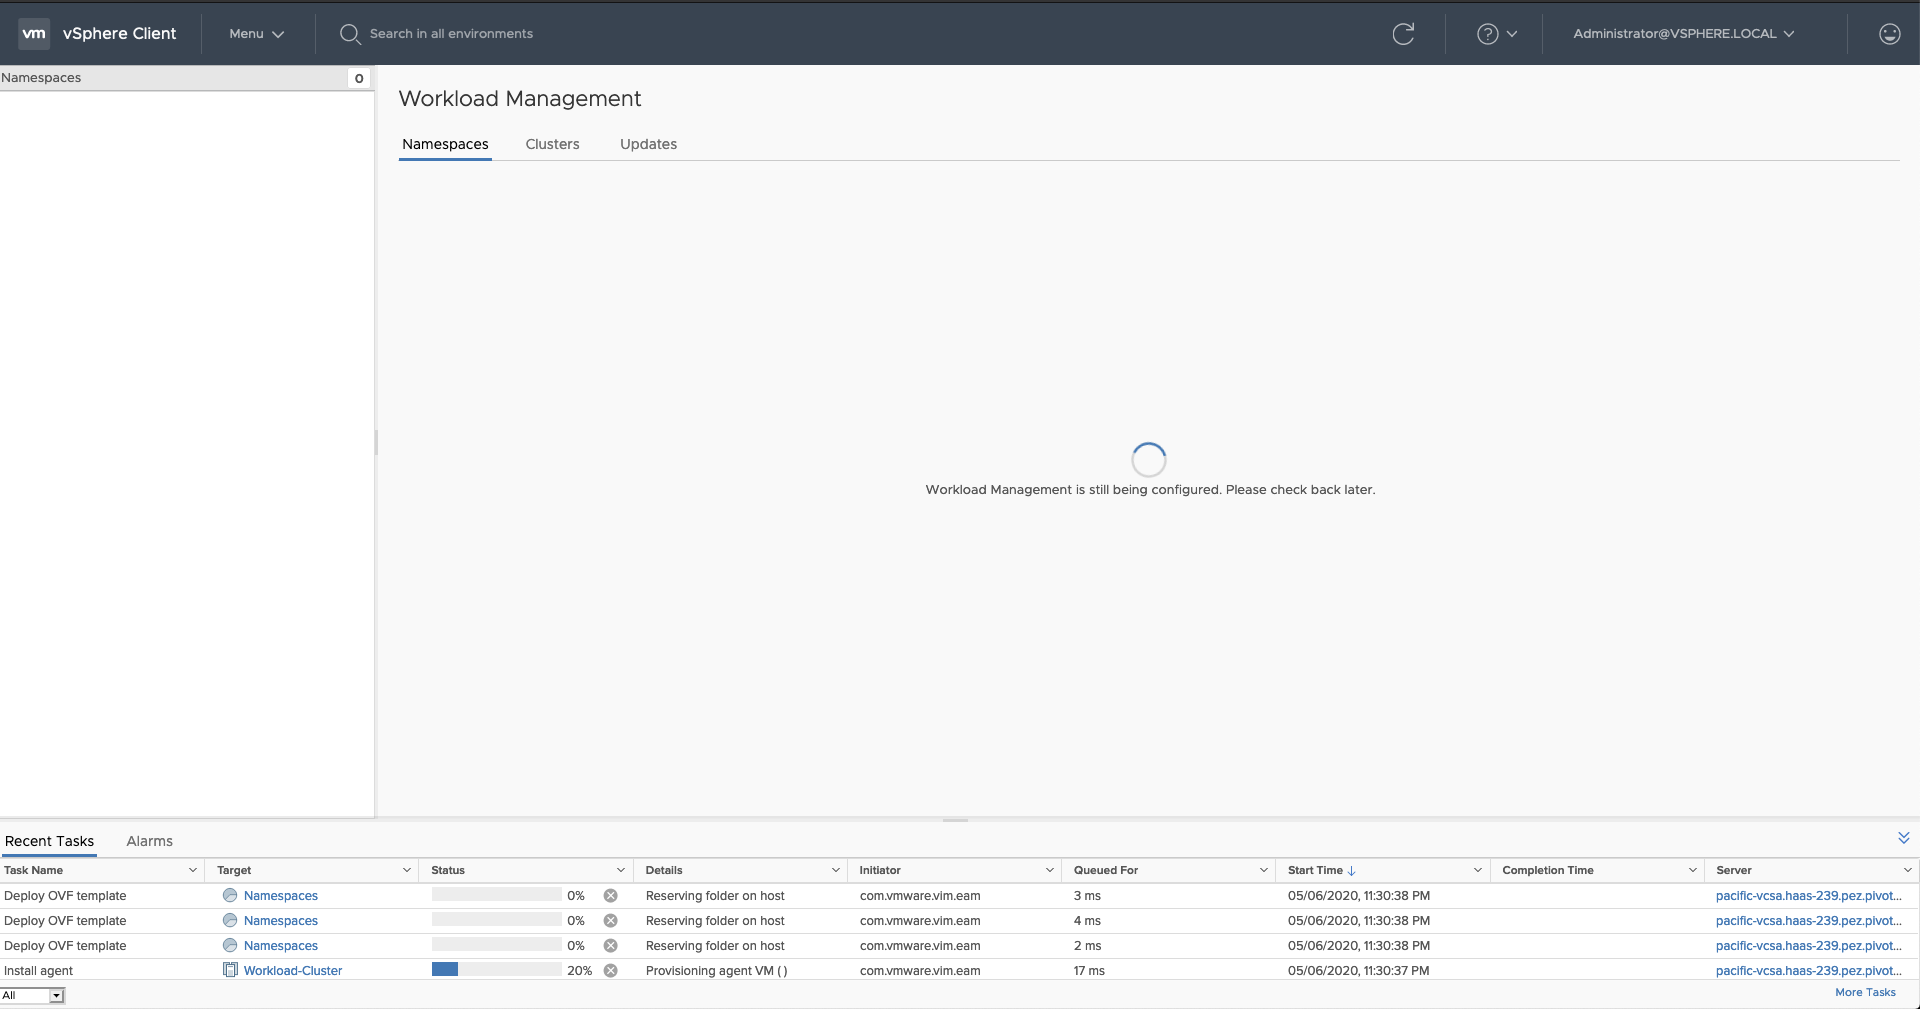 vm vSphere Client Menu Search in all environments ? Administrator@VSPHERE.LOCAL
Namespaces 0
Workload Management
Namespaces Clusters Updates
Workload Management is still being configured. Please check back later.
Recent Tasks Alarms
Task Name Target Status Details Initiator Queued For Start Time Completion Time Server
Deploy OVF template Namespaces 0% Reserving folder on host com.vmware.vim.eam 3 ms 05/06/2020, 11:30:38 PM pacific-vcsa.haas-239.pez.pivot...
Deploy OVF template Namespaces 0% Reserving folder on host com.vmware.vim.eam 4 ms 05/06/2020, 11:30:38 PM pacific-vcsa.haas-239.pez.pivot...
Deploy OVF template Namespaces 0% Reserving folder on host com.vmware.vim.eam 2 ms 05/06/2020, 11:30:38 PM pacific-vcsa.haas-239.pez.pivot...
Install agent Workload-Cluster 20% Provisioning agent VM ( ) com.vmware.vim.eam 17 ms 05/06/2020, 11:30:37 PM pacific-vcsa.haas-239.pez.pivot...
All More Tasks